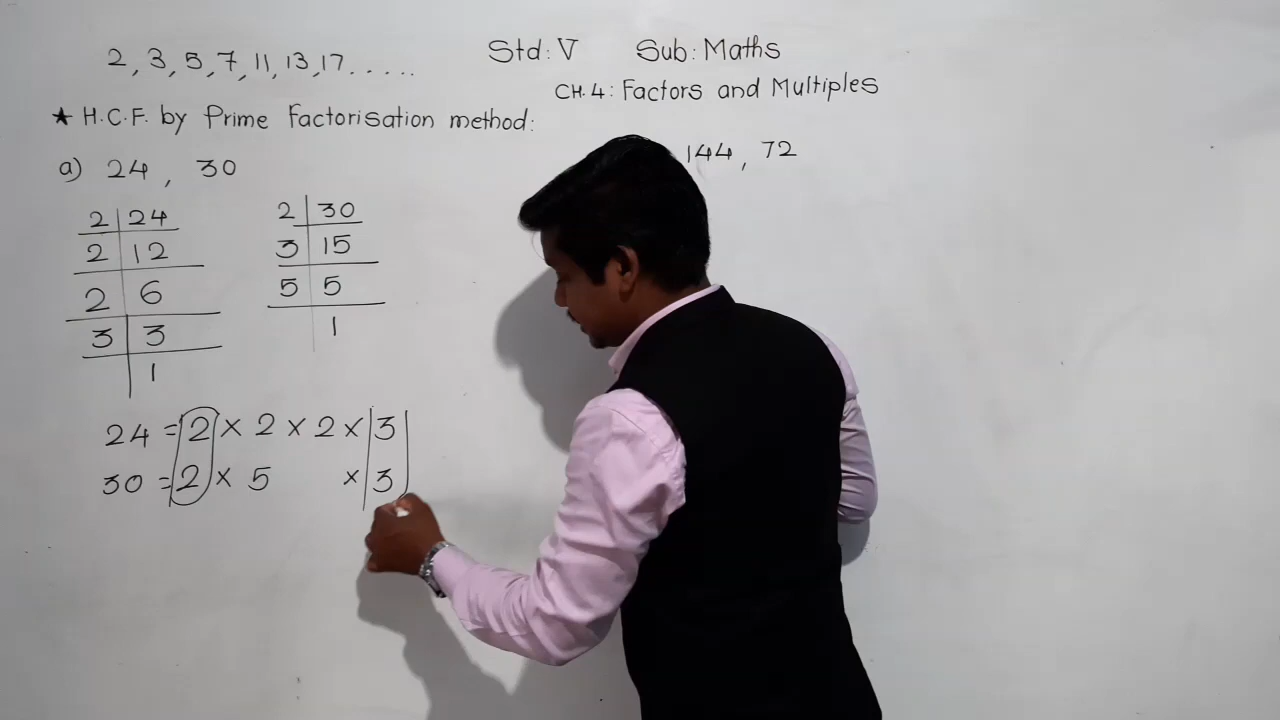 2, 3, 5, 7, 11, 13, 17.....
Std: V Sub: Maths
CH. 4: Factors and Multiples
★ H.C.F. by Prime Factorisation method:
a) 24, 30
144, 72
2 | 24
2 | 12
2 | 6
3 | 3
1
2 | 30
3 | 15
5 | 5
1
24 = 2 × 2 × 2 × 3
30 = 2 × 5 × 3